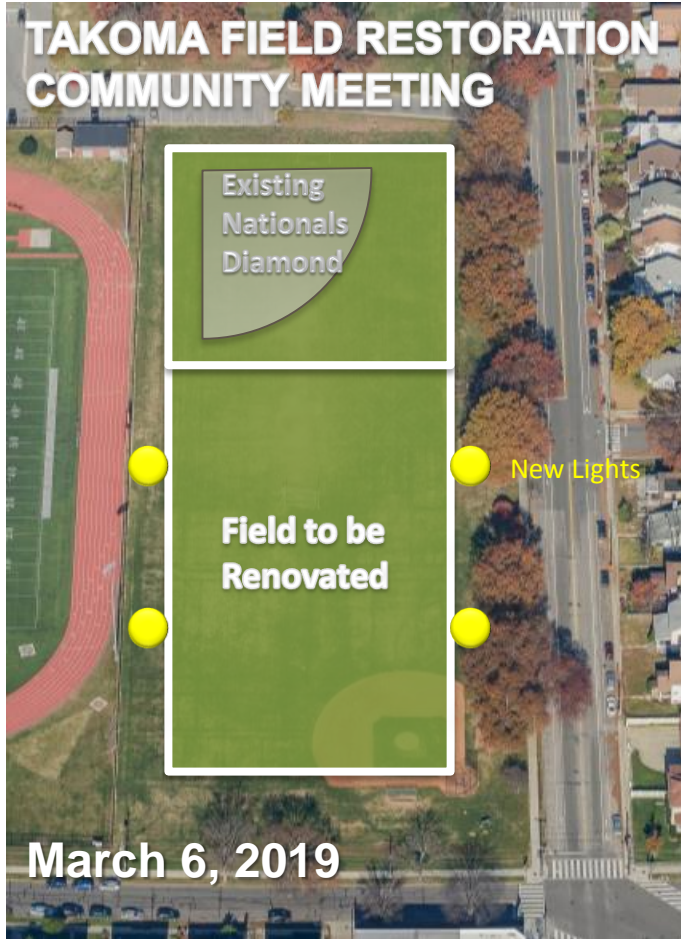 TAKOMA FIELD RESTORATION
COMMUNITY MEETING
Existing
Nationals
Diamond
New Lights
Field to be
Renovated
March 6, 2019